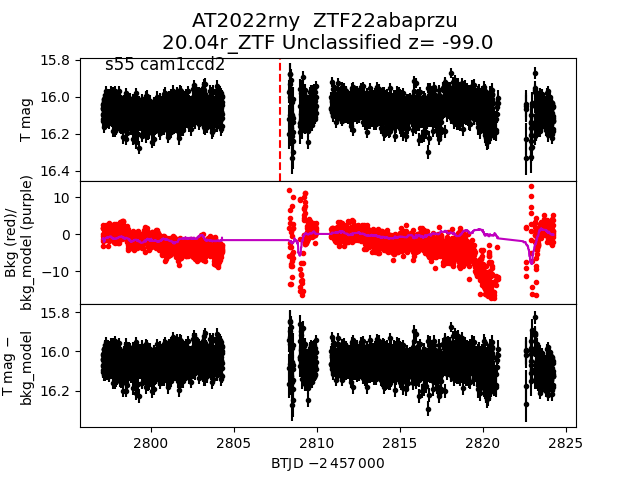 AT2022rny ZTF22abaprzu
20.04r_ZTF Unclassified z= -99.0
s55 cam1ccd2
T mag
15.8
16.0
16.2
16.4
Bkg (red)/
bkg_model (purple)
10
0
−10
T mag −
bkg_model
15.8
16.0
16.2
2800
2805
2810
2815
2820
2825
BTJD −2 457 000